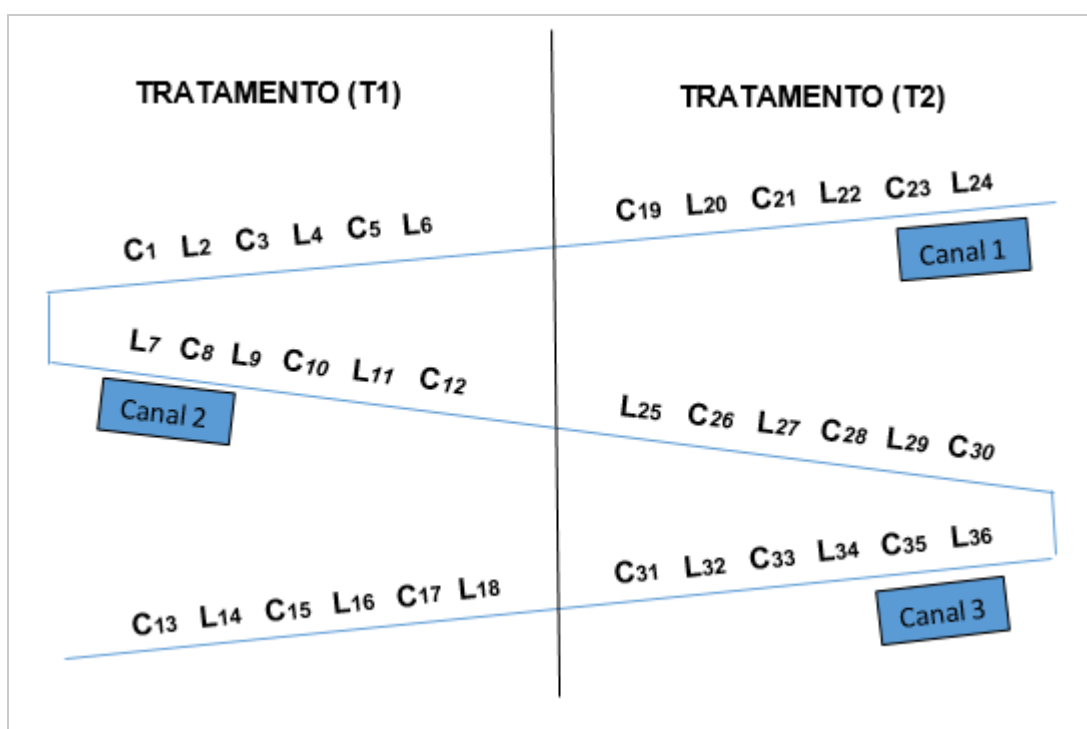 TRATAMENTO (T1)
TRATAMENTO (T2)
C1 L2 C3 L4 C5 L6
C19 L20 C21 L22 C23 L24
Canal 1
L7 C8 L9 C10 L11 C12
Canal 2
L25 C26 L27 C28 L29 C30
C13 L14 C15 L16 C17 L18
C31 L32 C33 L34 C35 L36
Canal 3